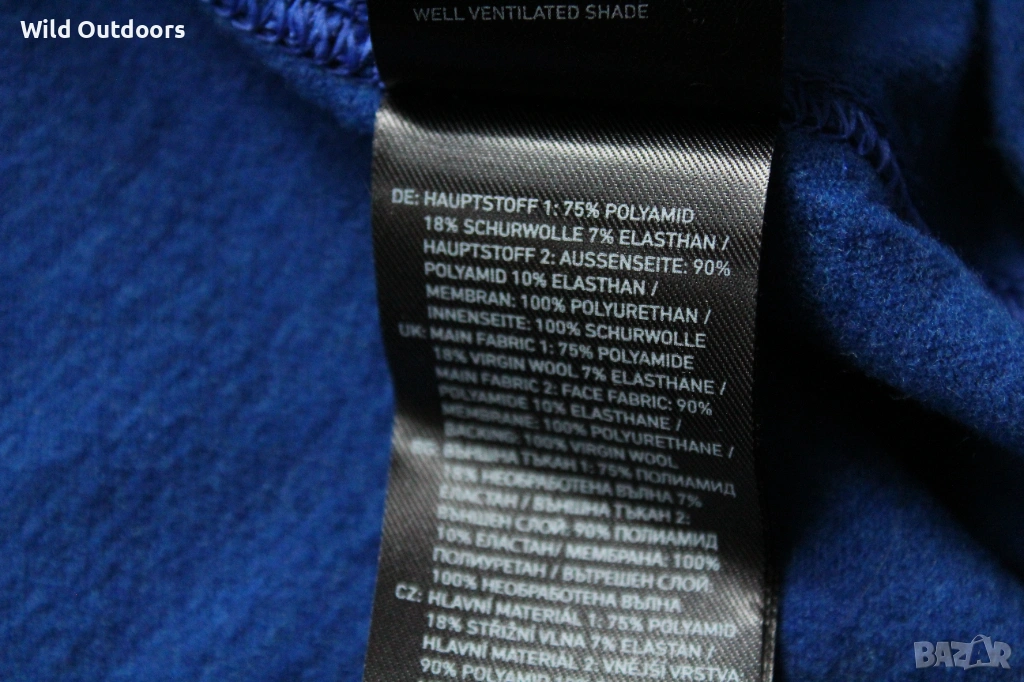 Wild Outdoors
WELL VENTILATED SHADE
DE: HAUPTSTOFF 1: 75% POLYAMID
18% SCHURWOLLE 7% ELASTHAN /
HAUPTSTOFF 2: AUSSENSEITE: 90%
POLYAMID 10% ELASTHAN /
MEMBRAN: 100% POLYURETHAN /
INNENSEITE: 100% SCHURWOLLE
UK: MAIN FABRIC 1: 75% POLYAMIDE
18% VIRGIN WOOL 7% ELASTHANE /
MAIN FABRIC 2: FACE FABRIC: 90%
POLYAMIDE 10% ELASTHANE /
MEMBRANE: 100% POLYURETHANE /
BACKING: 100% VIRGIN WOOL
ВЪНШНА ТЪКАН 1: 75% ПОЛИАМИД
18% НЕОБРАБОТЕНА ВЪЛНА 7%
ЕЛАСТАН / ВЪНШНА ТЪКАН 2:
ВЪНШЕН СЛОЙ: 90% ПОЛИАМИД
10% ЕЛАСТАН/ МЕМБРАНА: 100%
ПОЛИУРЕТАН / ВЪТРЕШЕН СЛОЙ:
100% НЕОБРАБОТЕНА ВЪЛНА
CZ: HLAVNÍ MATERIÁL 1: 75% POLYAMID
18% STŘIŽNÍ VLNA 7% ELASTAN /
HLAVNÍ MATERIÁL 2: VNĚJŠÍ VRSTVA:
90% POLYAMID
BAZAR